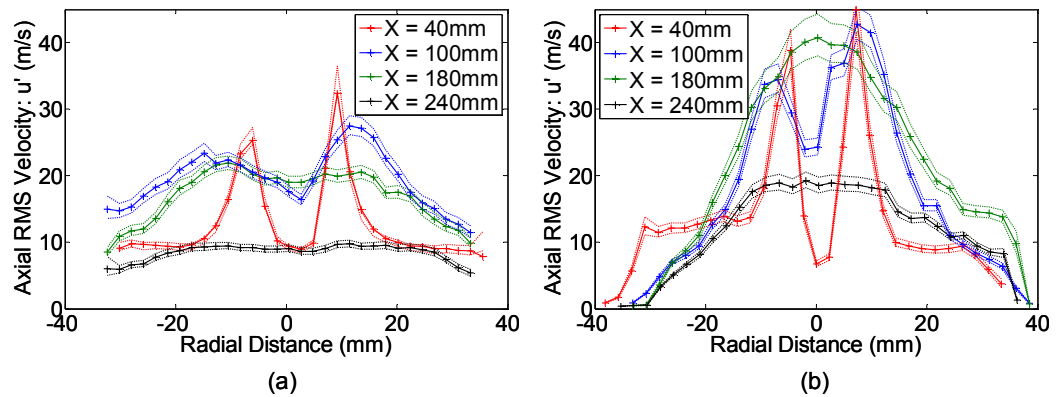 Axial RMS Velocity: u' (m/s)
40
30
20
10
0
-40
-20
0
20
40
Radial Distance (mm)
X = 40mm
X = 100mm
X = 180mm
X = 240mm
(a)
Axial RMS Velocity: u' (m/s)
40
30
20
10
0
-40
-20
0
20
40
Radial Distance (mm)
X = 40mm
X = 100mm
X = 180mm
X = 240mm
(b)